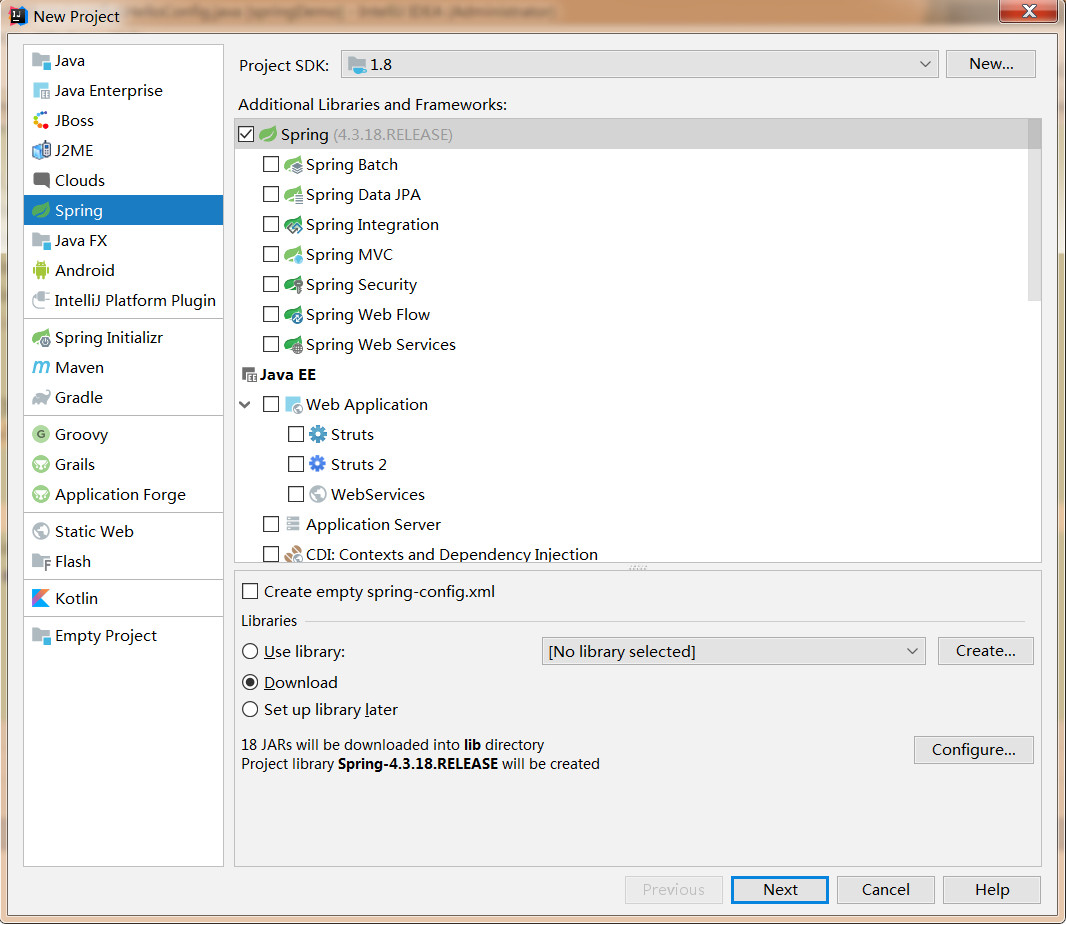 New Project
HelloConfig.java [springDemo] - IntelliJ IDEA (Administrator)
Java
Java Enterprise
JBoss
J2ME
Clouds
Spring
Java FX
Android
IntelliJ Platform Plugin
Spring Initializr
Maven
Gradle
Groovy
Grails
Application Forge
Static Web
Flash
Kotlin
Empty Project
Project SDK: 1.8 New...
Additional Libraries and Frameworks:
Spring (4.3.18.RELEASE)
Spring Batch
Spring Data JPA
Spring Integration
Spring MVC
Spring Security
Spring Web Flow
Spring Web Services
Java EE
Web Application
Struts
Struts 2
WebServices
Application Server
CDI: Contexts and Dependency Injection
Create empty spring-config.xml
Libraries
Use library: [No library selected] Create...
Download
Set up library later
18 JARs will be downloaded into lib directory
Project library Spring-4.3.18.RELEASE will be created
Configure...
Previous Next Cancel Help